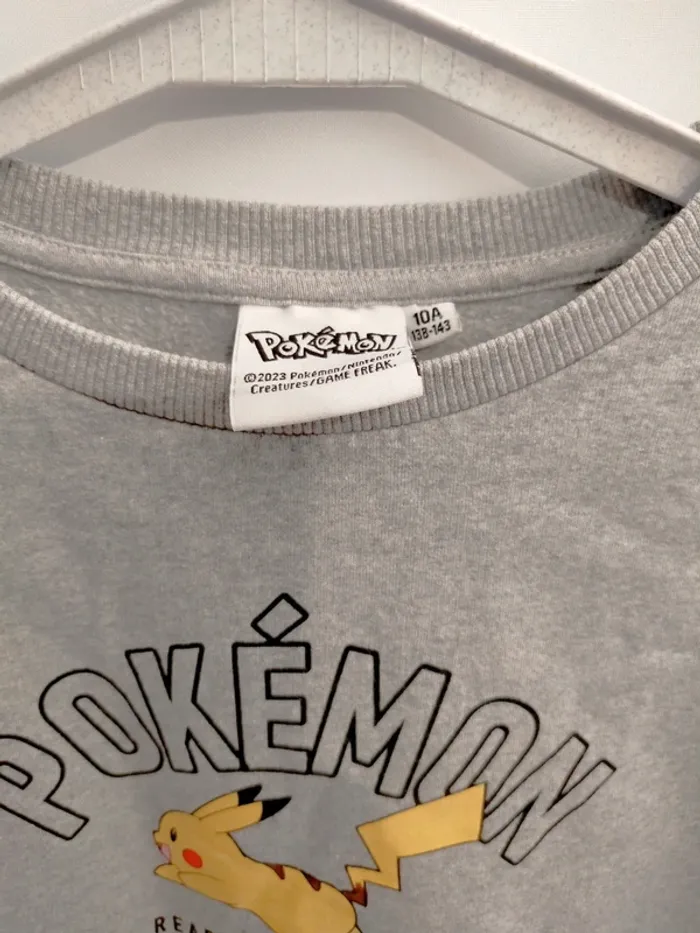 POKéMON
10A
138-143
©2023 Pokémon/Nintendo/
Creatures/GAME FREAK.
POKÉMON